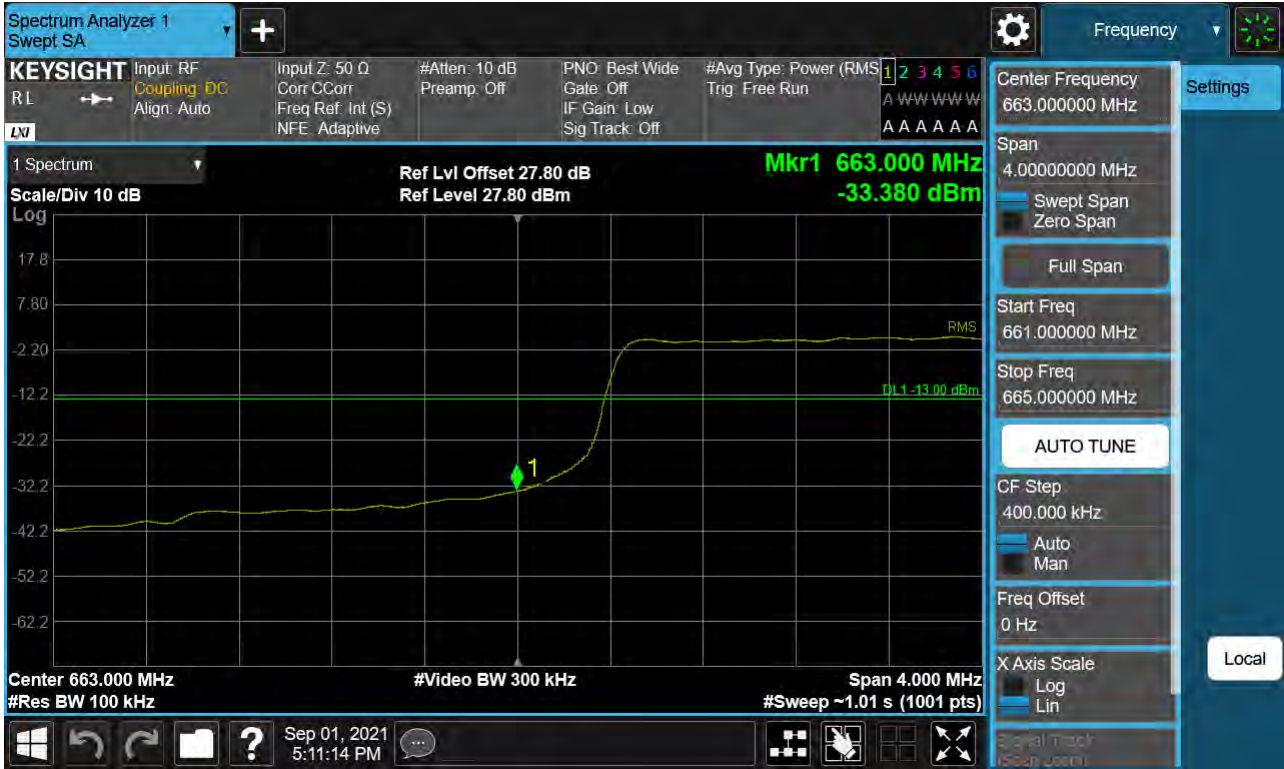 Spectrum Analyzer 1
Swept SA
+
Frequency
KEYSIGHT
R L
LXI
Input: RF
Coupling: DC
Align: Auto
Input Z: 50 Ω
Corr CCorr
Freq Ref: Int (S)
NFE: Adaptive
#Atten: 10 dB
Preamp: Off
PNO: Best Wide
Gate: Off
IF Gain: Low
Sig Track: Off
#Avg Type: Power (RMS
Trig: Free Run
1 2 3 4 5 6
A W W W W W
A A A A A A
1 Spectrum
Scale/Div 10 dB
Log
Ref Lvl Offset 27.80 dB
Ref Level 27.80 dBm
Mkr1 663.000 MHz
-33.380 dBm
17.8
7.80
-2.20
-12.2
-22.2
-32.2
-42.2
-52.2
-62.2
RMS
DL1 -13.00 dBm
1
Center 663.000 MHz
#Res BW 100 kHz
#Video BW 300 kHz
Span 4.000 MHz
#Sweep ~1.01 s (1001 pts)
Center Frequency
663.000000 MHz
Span
4.00000000 MHz
Swept Span
Zero Span
Full Span
Start Freq
661.000000 MHz
Stop Freq
665.000000 MHz
AUTO TUNE
CF Step
400.000 kHz
Auto
Man
Freq Offset
0 Hz
X Axis Scale
Log
Lin
Signal Track
(Span Zoom)
Settings
Local
?
Sep 01, 2021
5:11:14 PM